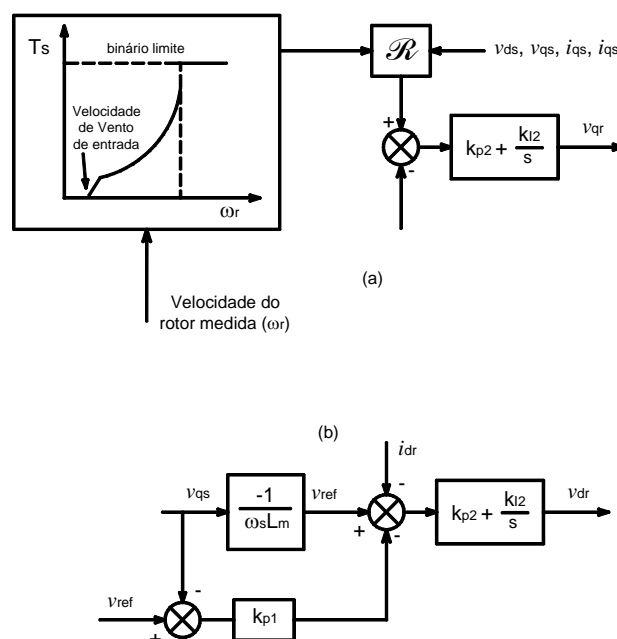 Ts
binário limite
Velocidade
de Vento
de entrada
ωr
ℛ
vds, vqs, iqs, iqs
+
-
kp2 + kI2/s
vqr
Velocidade do
rotor medida (ωr)
(a)
(b)
idr
vqs
-1/ωsLm
vref
-
+
-
kp2 + kI2/s
vdr
-
vref
+
kp1